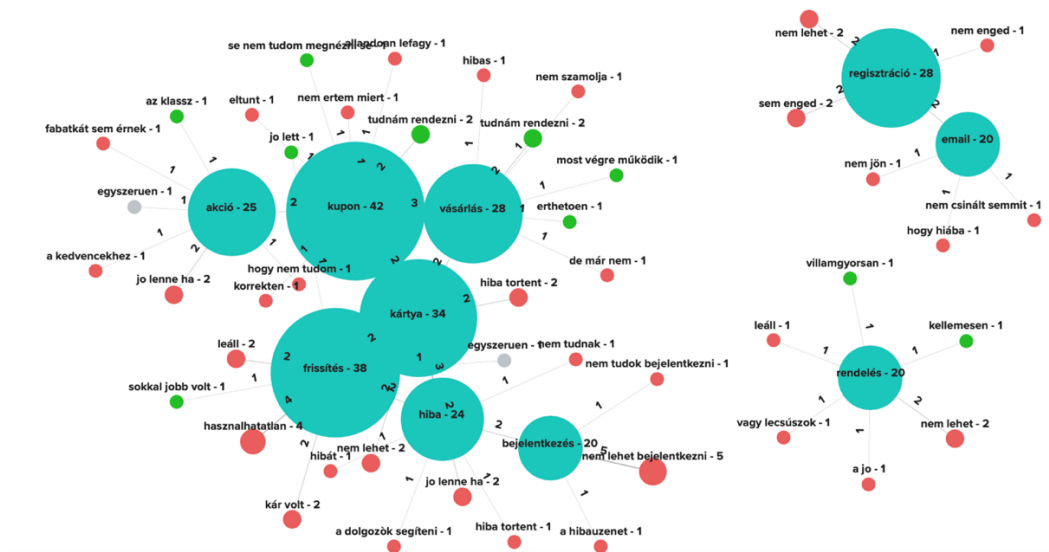 se nem tudom megnézni se - 1
allandoan lefagy - 1
hibas - 1
nem szamolja - 1
az klassz - 1
eltunt - 1
nem ertem miert - 1
tudnám rendezni - 2
tudnám rendezni - 2
fabatkát sem érnek - 1
jo lett - 1
most végre működik - 1
egyszeruen - 1
akció - 25
kupon - 42
vásárlás - 28
erthetoen - 1
a kedvencekhez - 1
jo lenne ha - 2
hogy nem tudom - 1
korrekten - 1
de már nem - 1
hiba tortent - 2
kártya - 34
leáll - 2
frissítés - 38
egyszeruen - 1
nem tudnak - 1
nem tudok bejelentkezni - 1
sokkal jobb volt - 1
hasznalhatatlan - 4
hiba - 24
bejelentkezés - 20
nem lehet bejelentkezni - 5
nem lehet - 2
hibát - 1
jo lenne ha - 2
kár volt - 2
a dolgozòk segíteni - 1
hiba tortent - 1
a hibauzenet - 1
nem lehet - 2
nem enged - 1
regisztráció - 28
sem enged - 2
email - 20
nem jön - 1
nem csinált semmit - 1
hogy hiába - 1
villamgyorsan - 1
leáll - 1
kellemesen - 1
rendelés - 20
vagy lecsúszok - 1
nem lehet - 2
a jo - 1